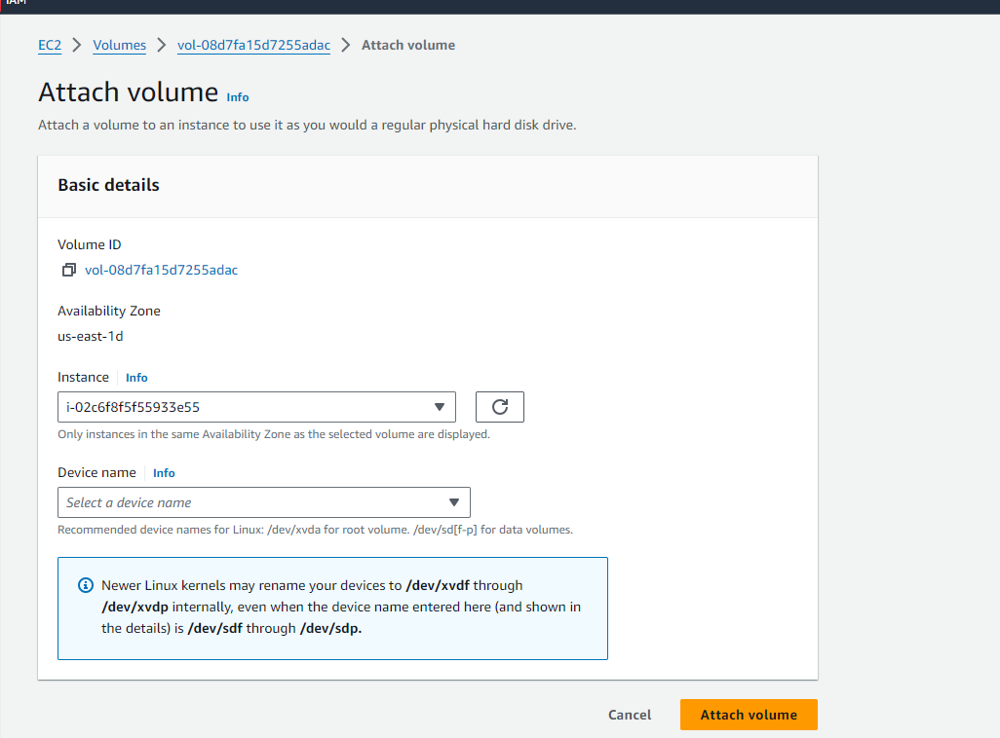 IAM
EC2 > Volumes > vol-08d7fa15d7255adac > Attach volume
Attach volume Info
Attach a volume to an instance to use it as you would a regular physical hard disk drive.
Basic details
Volume ID
vol-08d7fa15d7255adac
Availability Zone
us-east-1d
Instance Info
i-02c6f8f5f55933e55
Only instances in the same Availability Zone as the selected volume are displayed.
Device name Info
Select a device name
Recommended device names for Linux: /dev/xvda for root volume. /dev/sd[f-p] for data volumes.
Newer Linux kernels may rename your devices to /dev/xvdf through
/dev/xvdp internally, even when the device name entered here (and shown in
the details) is /dev/sdf through /dev/sdp.
Cancel Attach volume